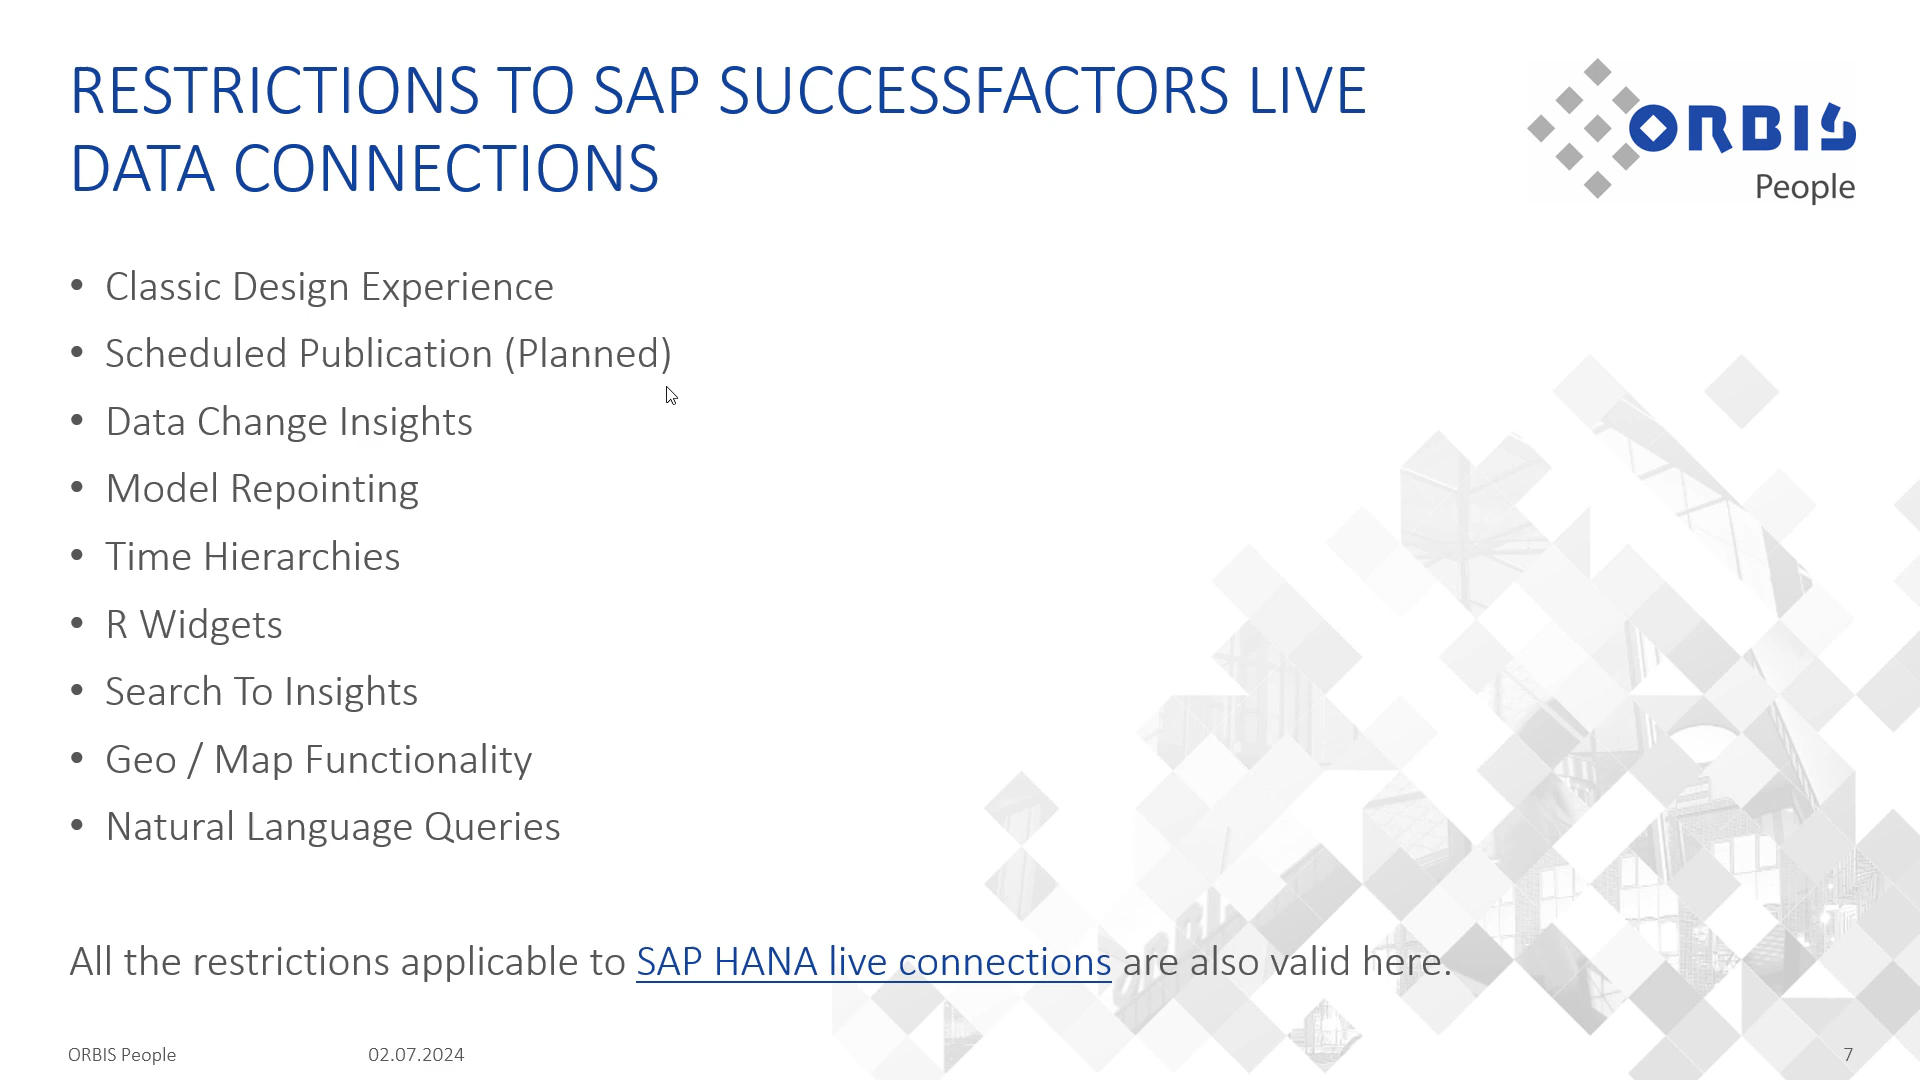 RESTRICTIONS TO SAP SUCCESSFACTORS LIVE
DATA CONNECTIONS
ORBIS
People
• Classic Design Experience
• Scheduled Publication (Planned)
• Data Change Insights
• Model Repointing
• Time Hierarchies
• R Widgets
• Search To Insights
• Geo / Map Functionality
• Natural Language Queries
All the restrictions applicable to SAP HANA live connections are also valid here.
ORBIS People
02.07.2024
7